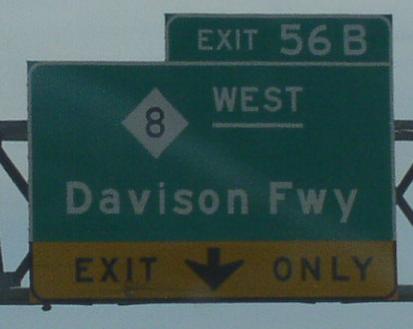 EXIT 56B
8 WEST
Davison Fwy
EXIT ONLY